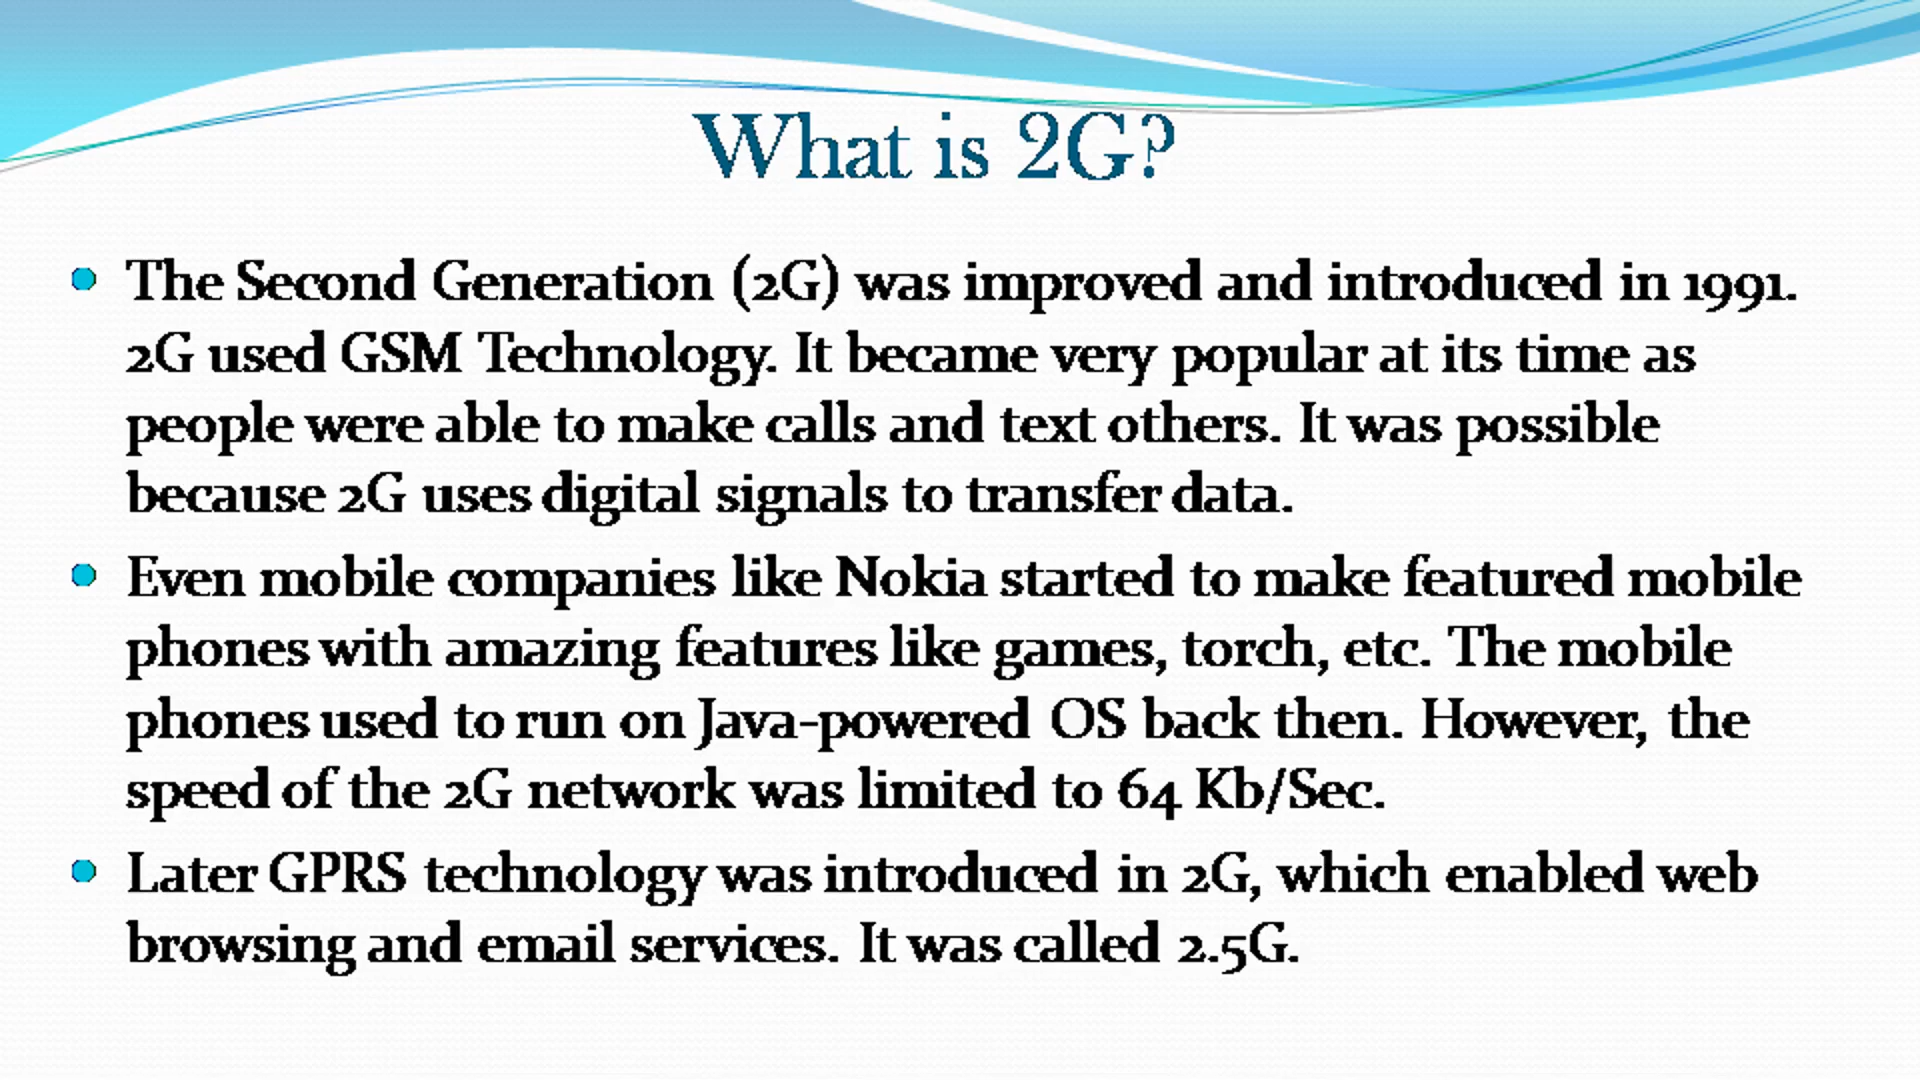 What is 2G?
The Second Generation (2G) was improved and introduced in 1991.
2G used GSM Technology. It became very popular at its time as
people were able to make calls and text others. It was possible
because 2G uses digital signals to transfer data.
Even mobile companies like Nokia started to make featured mobile
phones with amazing features like games, torch, etc. The mobile
phones used to run on Java-powered OS back then. However, the
speed of the 2G network was limited to 64 Kb/Sec.
Later GPRS technology was introduced in 2G, which enabled web
browsing and email services. It was called 2.5G.